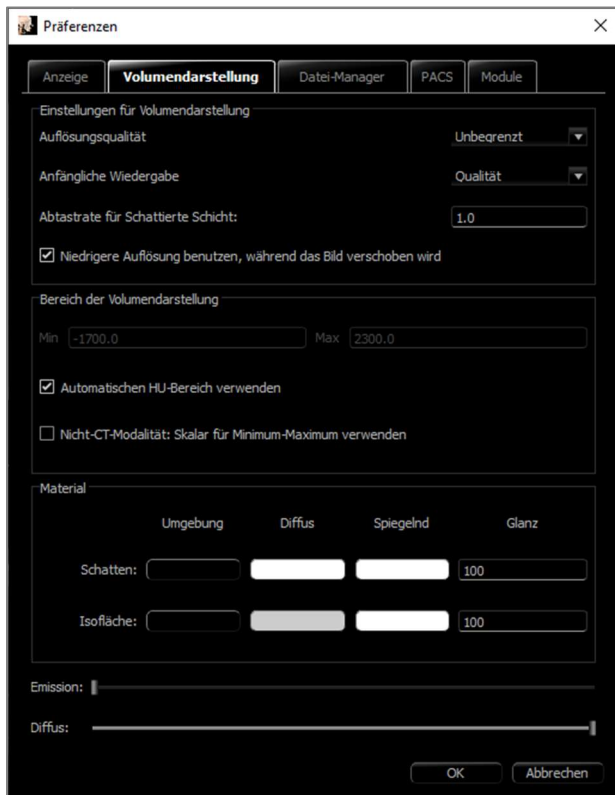 Präferenzen
Anzeige Volumendarstellung Datei-Manager PACS Module
Einstellungen für Volumendarstellung
Auflösungsqualität Unbegrenzt
Anfängliche Wiedergabe Qualität
Abtastrate für Schattierte Schicht: 1.0
Niedrigere Auflösung benutzen, während das Bild verschoben wird
Bereich der Volumendarstellung
Min -1700.0 Max 2300.0
Automatischen HU-Bereich verwenden
Nicht-CT-Modalität: Skalar für Minimum-Maximum verwenden
Material
Umgebung Diffus Spiegelnd Glanz
Schatten: 100
Isofläche: 100
Emission:
Diffus:
OK Abbrechen